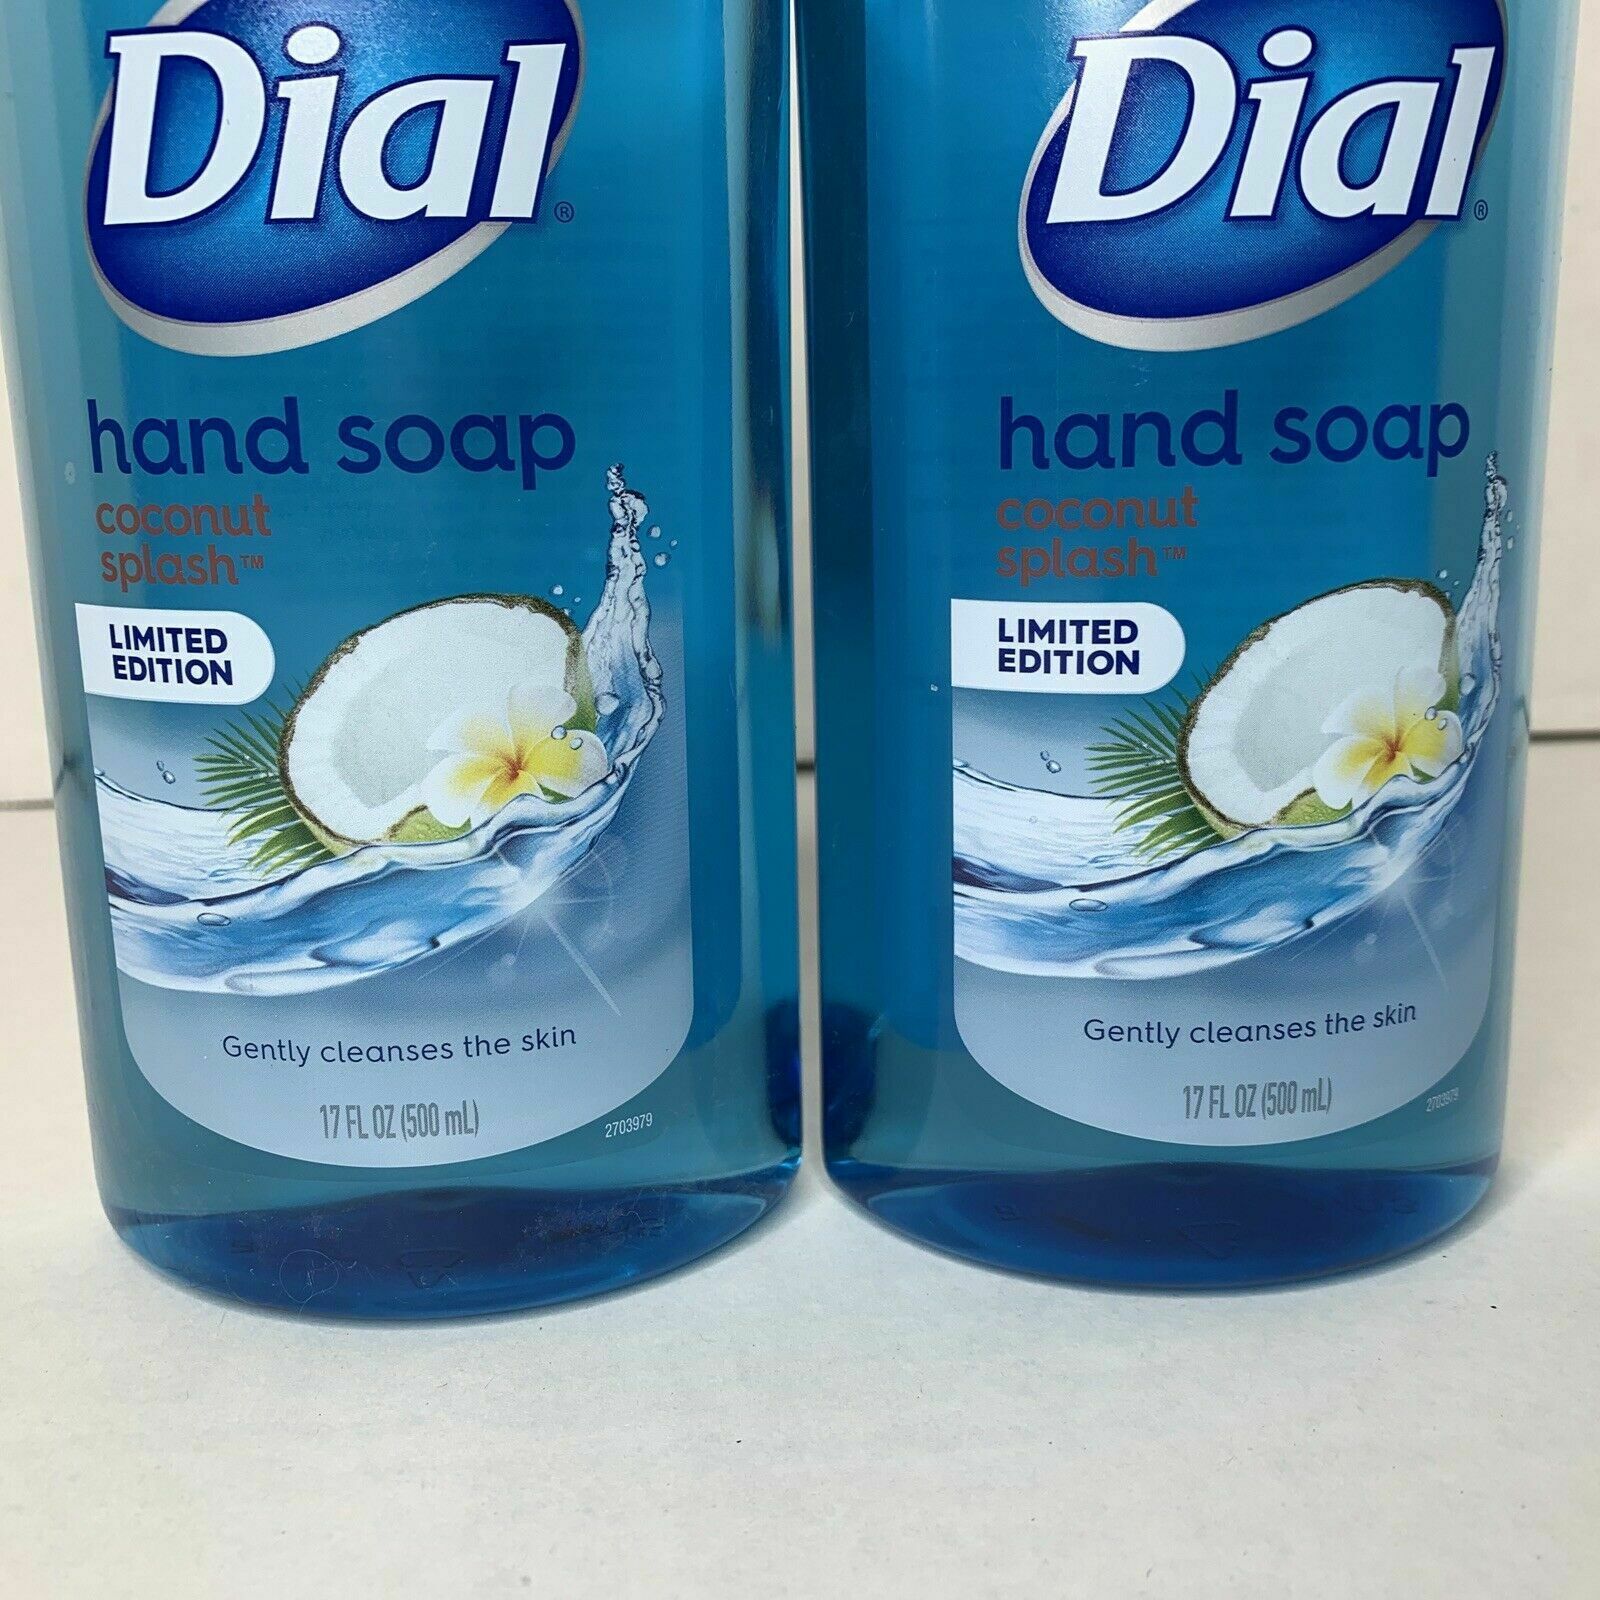 Dial®
hand soap
coconut
splash™
LIMITED
EDITION
Gently cleanses the skin
17 FL OZ (500 mL)
2703979
Dial®
hand soap
coconut
splash™
LIMITED
EDITION
Gently cleanses the skin
17 FL OZ (500 mL)
2703979